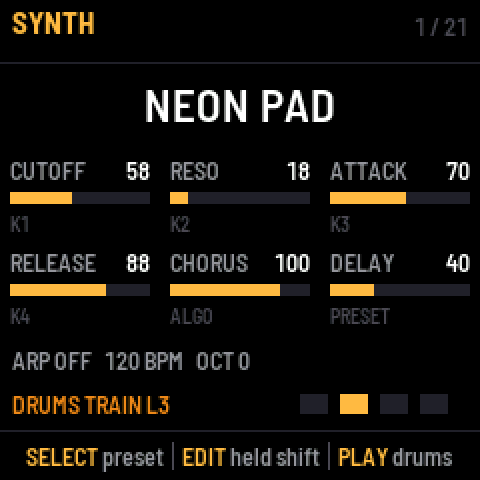 SYNTH 1 / 21
NEON PAD
CUTOFF 58 RESO 18 ATTACK 70
K1 K2 K3
RELEASE 88 CHORUS 100 DELAY 40
K4 ALGO PRESET
ARP OFF 120 BPM OCT 0
DRUMS TRAIN L3
SELECT preset | EDIT held shift | PLAY drums